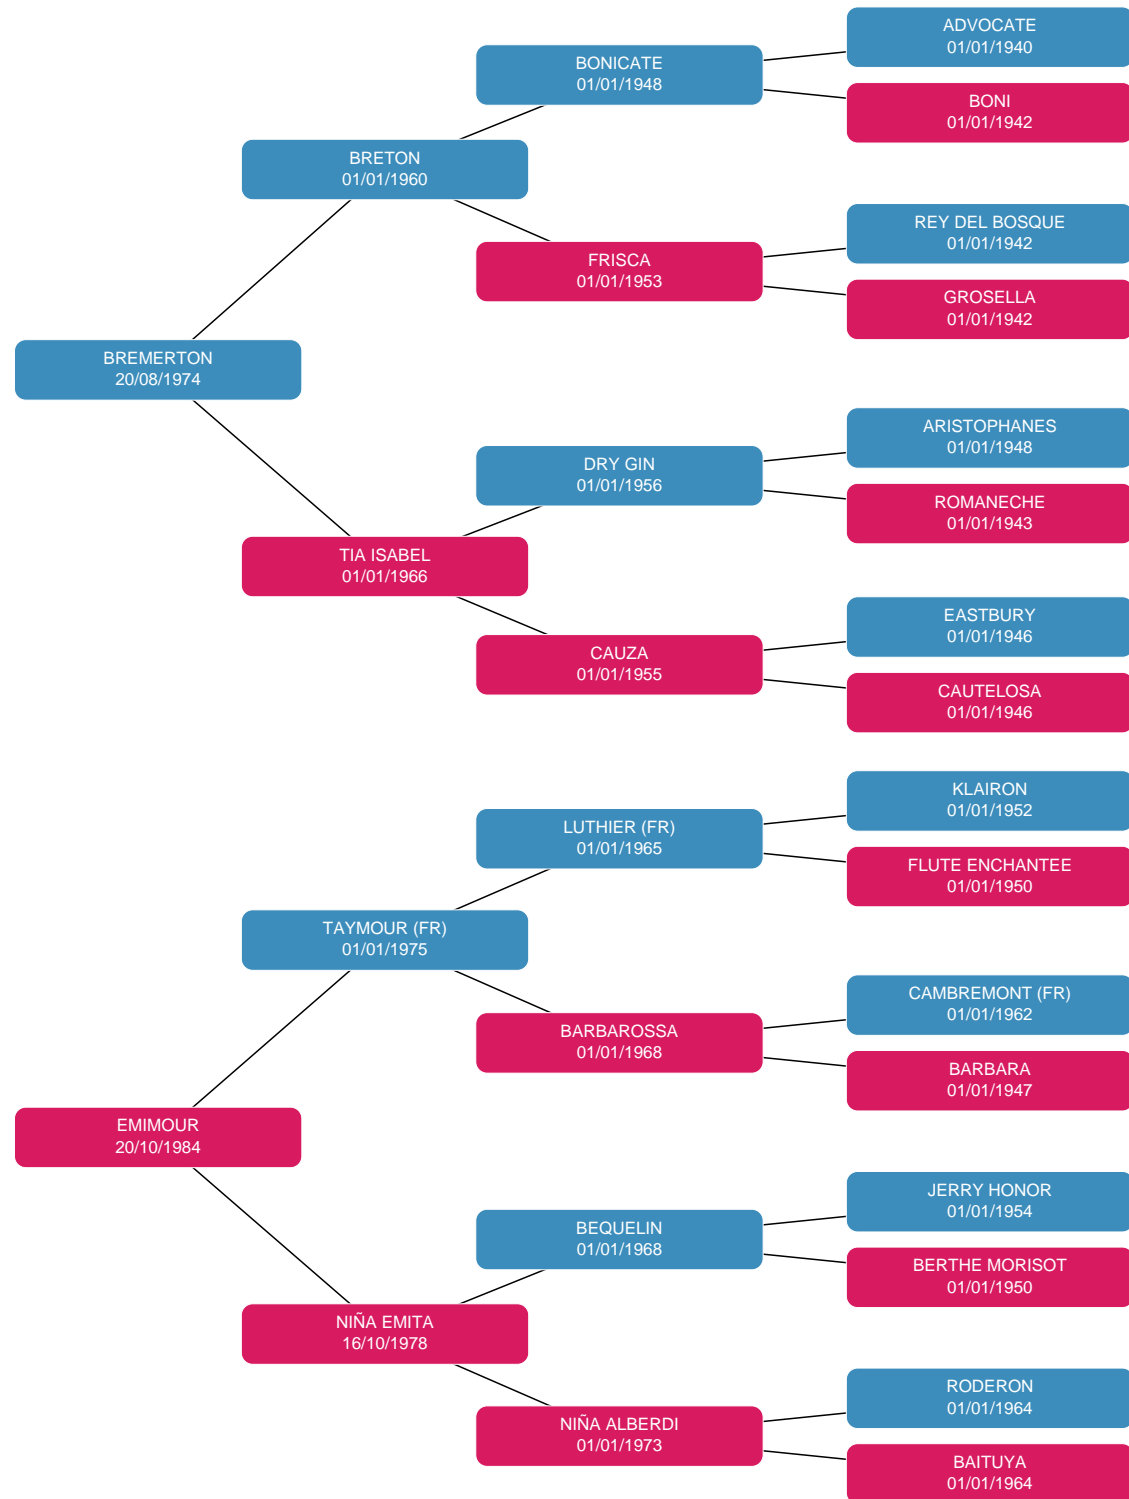 ADVOCATE
01/01/1940
BONICATE
01/01/1948
BONI
01/01/1942
BRETON
01/01/1960
REY DEL BOSQUE
01/01/1942
FRISCA
01/01/1953
GROSELLA
01/01/1942
BREMERTON
20/08/1974
ARISTOPHANES
01/01/1948
DRY GIN
01/01/1956
ROMANECHE
01/01/1943
TIA ISABEL
01/01/1966
EASTBURY
01/01/1946
CAUZA
01/01/1955
CAUTELOSA
01/01/1946
KLAIRON
01/01/1952
LUTHIER (FR)
01/01/1965
FLUTE ENCHANTEE
01/01/1950
TAYMOUR (FR)
01/01/1975
CAMBREMONT (FR)
01/01/1962
BARBAROSSA
01/01/1968
BARBARA
01/01/1947
EMIMOUR
20/10/1984
JERRY HONOR
01/01/1954
BEQUELIN
01/01/1968
BERTHE MORISOT
01/01/1950
NIÑA EMITA
16/10/1978
RODERON
01/01/1964
NIÑA ALBERDI
01/01/1973
BAITUYA
01/01/1964